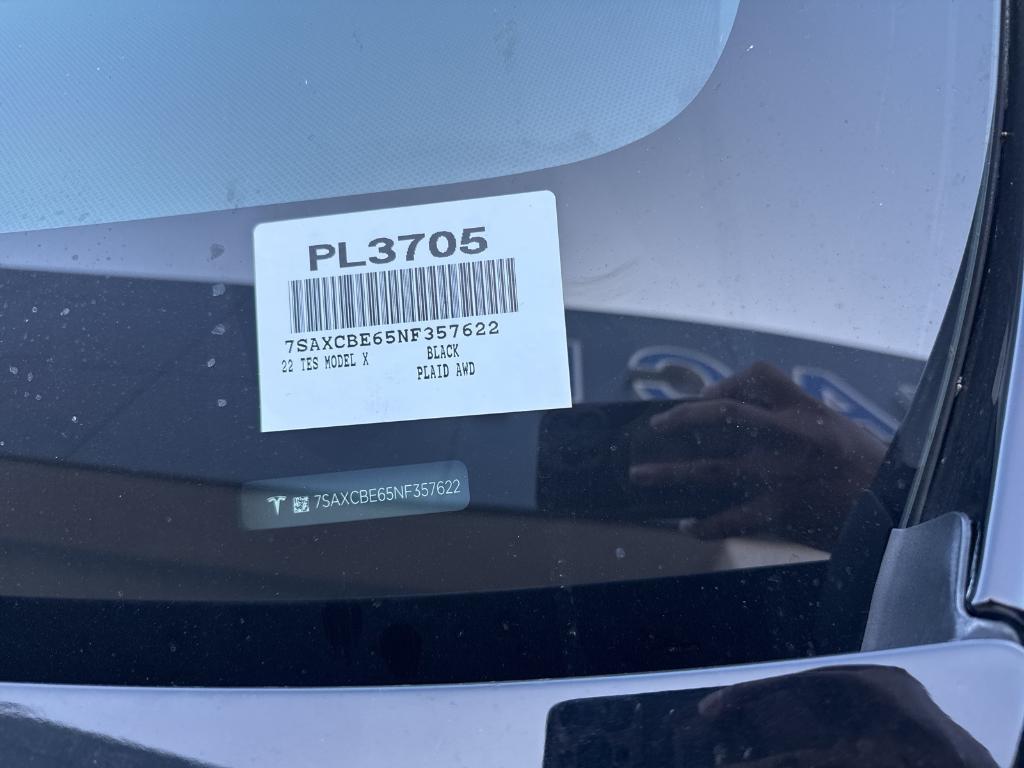 PL3705
7SAXCBE65NF357622
22 TES MODEL X BLACK
PLAID AWD
7SAXCBE65NF357622